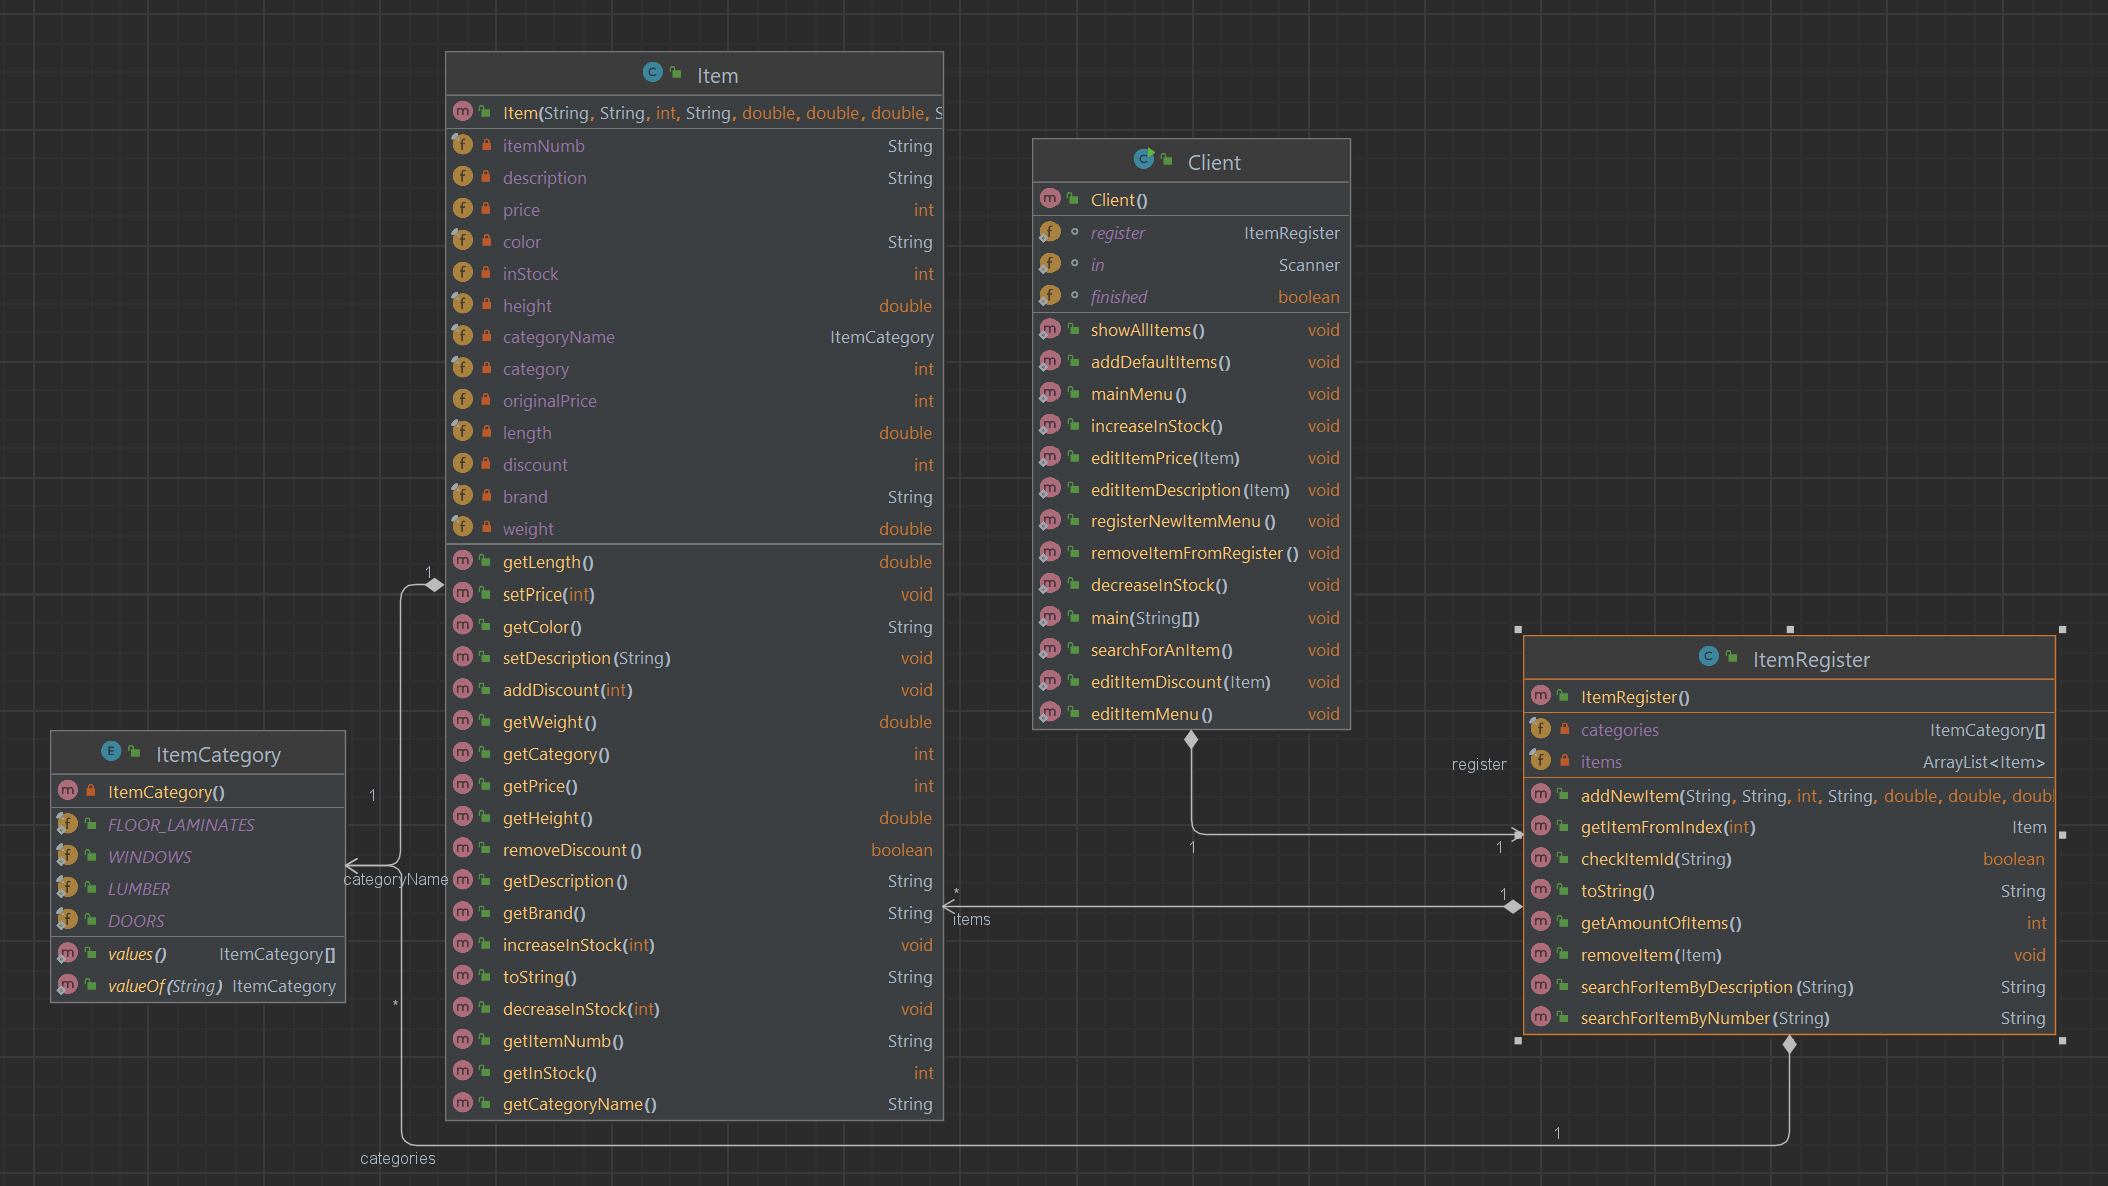 Item
Item(String, String, int, String, double, double, double, S
itemNumb String
description String
price int
color String
inStock int
height double
categoryName ItemCategory
category int
originalPrice int
length double
discount int
brand String
weight double
getLength() double
setPrice(int) void
getColor() String
setDescription(String) void
addDiscount(int) void
getWeight() double
getCategory() int
getPrice() int
getHeight() double
removeDiscount() boolean
getDescription() String
getBrand() String
increaseInStock(int) void
toString() String
decreaseInStock(int) void
getItemNumb() String
getInStock() int
getCategoryName() String
Client
Client()
register ItemRegister
in Scanner
finished boolean
showAllItems() void
addDefaultItems() void
mainMenu() void
increaseInStock() void
editItemPrice(Item) void
editItemDescription(Item) void
registerNewItemMenu() void
removeItemFromRegister() void
decreaseInStock() void
main(String[]) void
searchForAnItem() void
editItemDiscount(Item) void
editItemMenu() void
ItemRegister
ItemRegister()
categories ItemCategory[]
items ArrayList<Item>
addNewItem(String, String, int, String, double, double, doub
getItemFromIndex(int) Item
checkItemId(String) boolean
toString() String
getAmountOfItems() int
removeItem(Item) void
searchForItemByDescription(String) String
searchForItemByNumber(String) String
ItemCategory
ItemCategory()
FLOOR_LAMINATES
WINDOWS
LUMBER
DOORS
values() ItemCategory[]
valueOf(String) ItemCategory
1
1
categoryName
*
categories
1
register
1
1
*
items
1